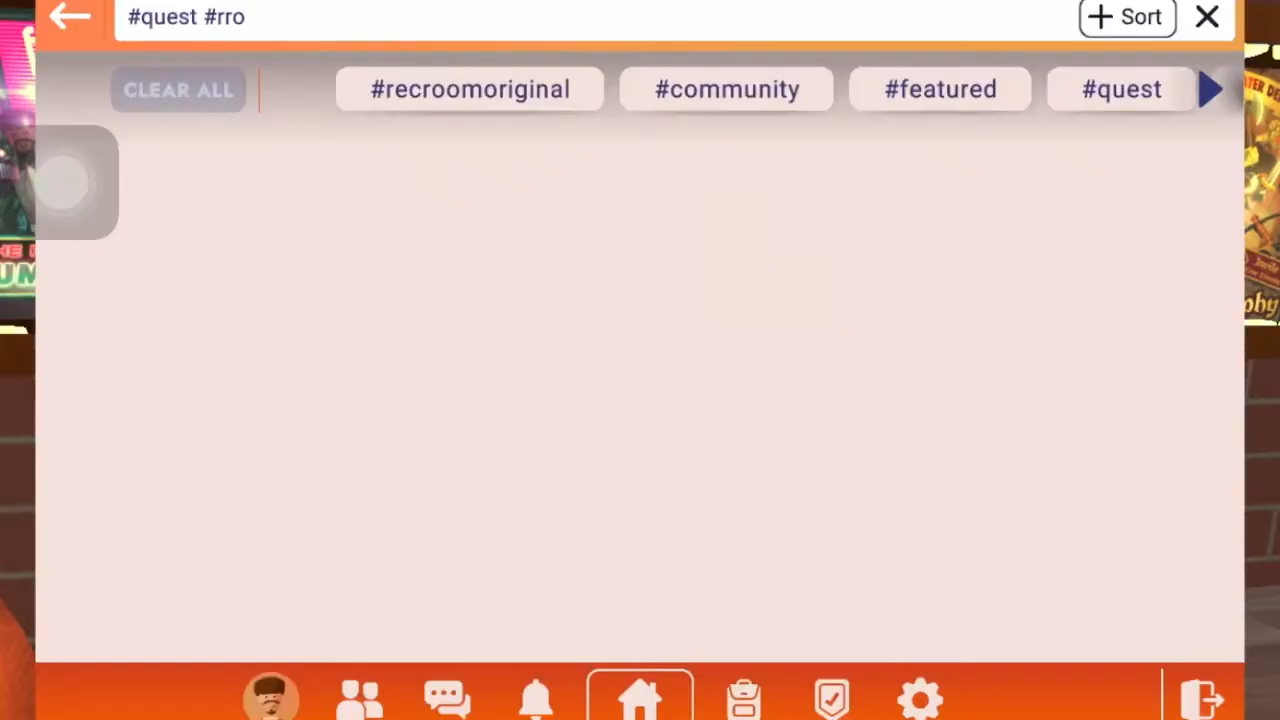 #quest #rro
Sort
CLEAR ALL
#recroomoriginal
#community
#featured
#quest